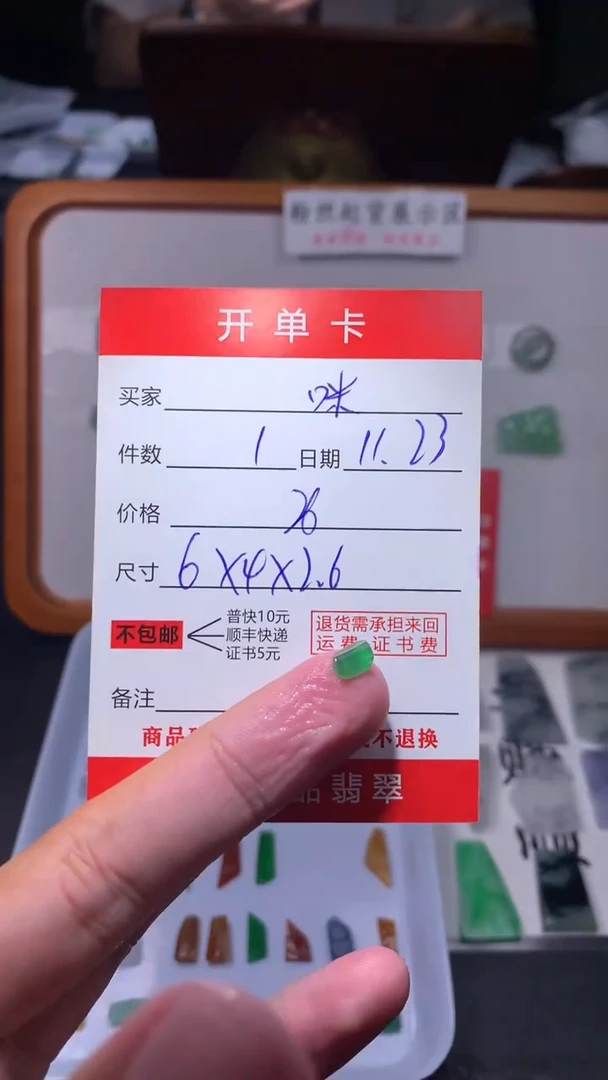 开单卡
买家 咪
件数 1 日期 11.23
价格 26
尺寸 6X4X2.6
不包邮
普快10元
顺丰快递
证书5元
退货需承担来回
运费 证书费
备注
商品 不退换
品翡翠